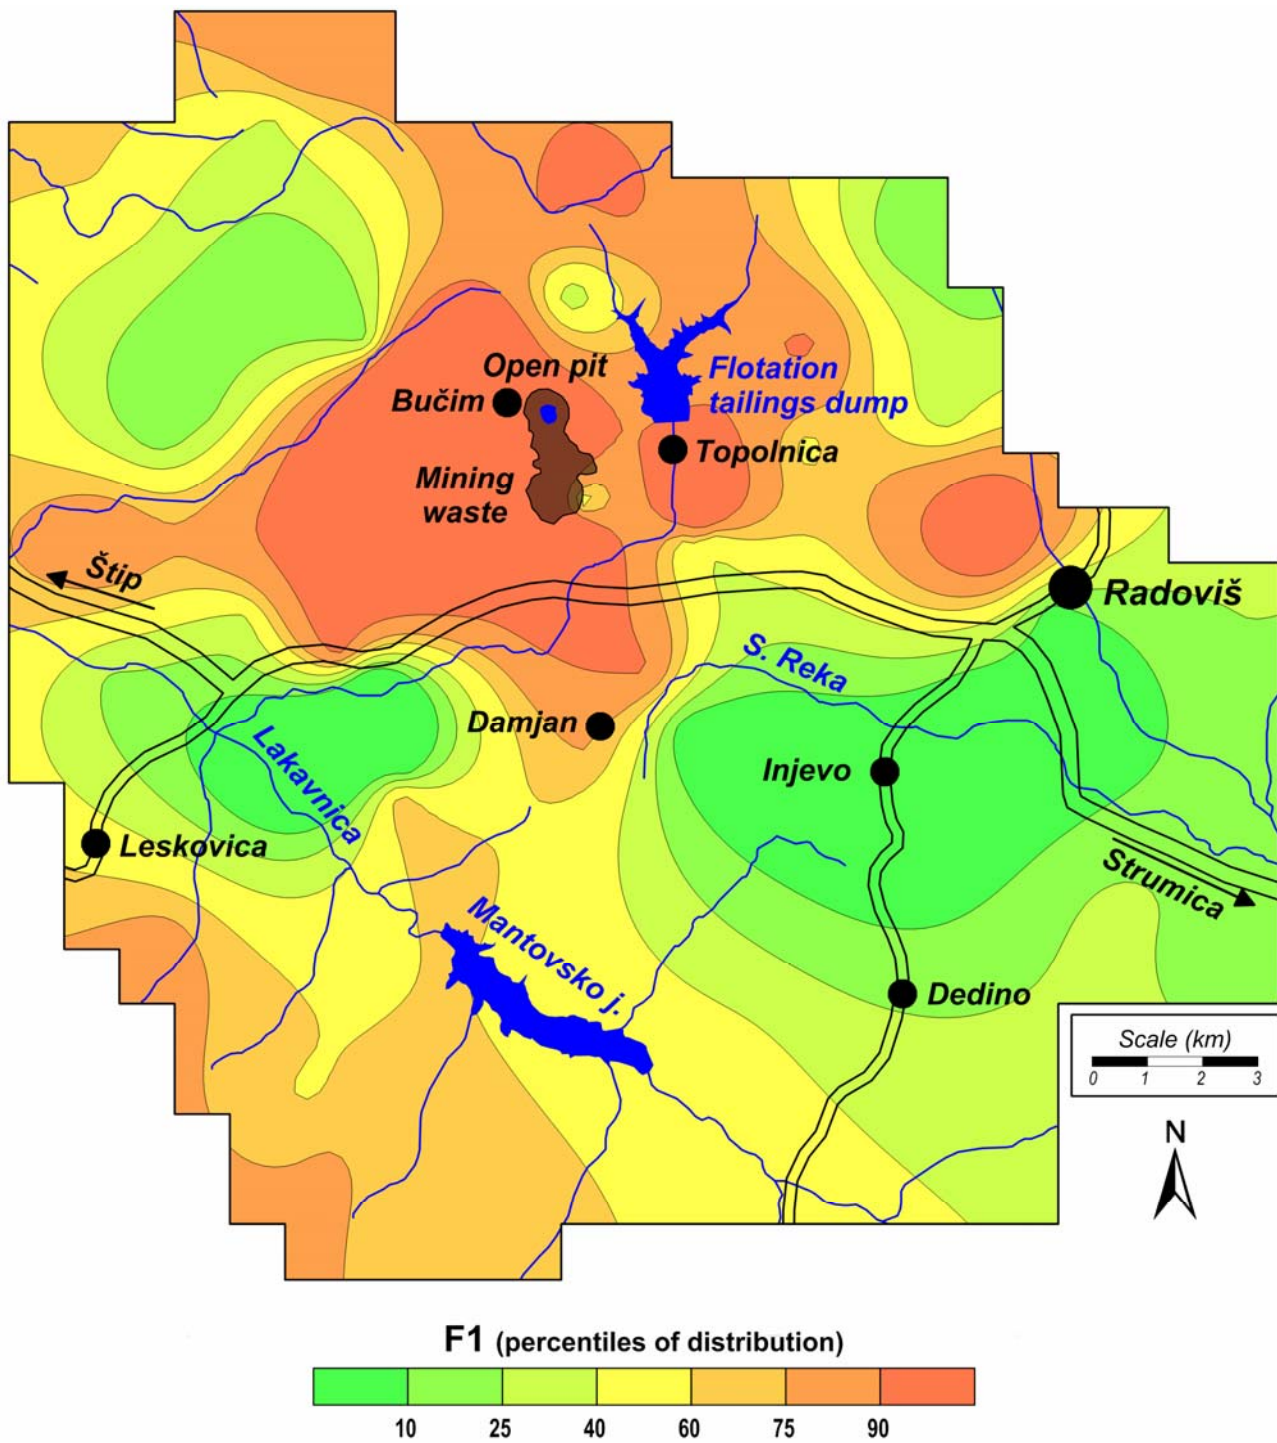 Open pit
Bučim
Flotation
tailings dump
Topolnica
Mining
waste
Štip
Radoviš
S. Reka
Damjan
Lakavnica
Injevo
Leskovica
Strumica
Mantovsko j.
Dedino
Scale (km)
0 1 2 3
N
F1 (percentiles of distribution)
10 25 40 60 75 90